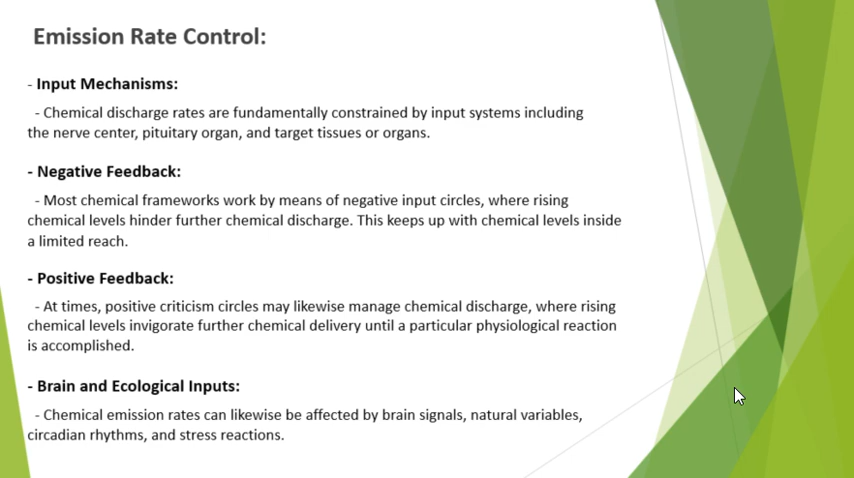 Emission Rate Control:
- Input Mechanisms:
- Chemical discharge rates are fundamentally constrained by input systems including
the nerve center, pituitary organ, and target tissues or organs.
- Negative Feedback:
- Most chemical frameworks work by means of negative input circles, where rising
chemical levels hinder further chemical discharge. This keeps up with chemical levels inside
a limited reach.
- Positive Feedback:
- At times, positive criticism circles may likewise manage chemical discharge, where rising
chemical levels invigorate further chemical delivery until a particular physiological reaction
is accomplished.
- Brain and Ecological Inputs:
- Chemical emission rates can likewise be affected by brain signals, natural variables,
circadian rhythms, and stress reactions.